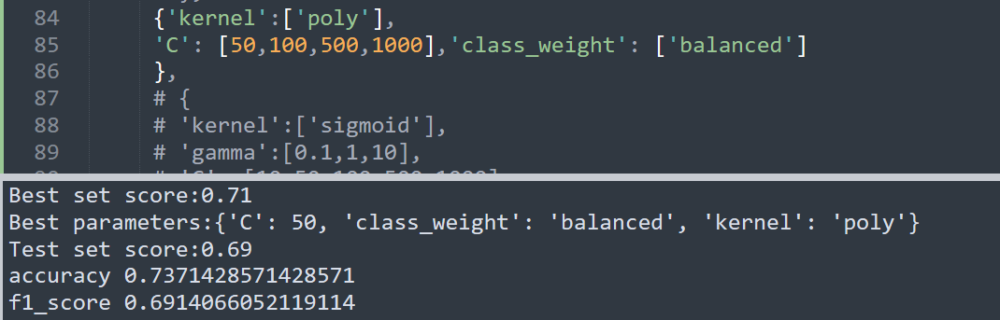 84 {'kernel':['poly'],
85 'C': [50,100,500,1000],'class_weight': ['balanced']
86 },
87 # {
88 # 'kernel':['sigmoid'],
89 # 'gamma':[0.1,1,10],
Best set score:0.71
Best parameters:{'C': 50, 'class_weight': 'balanced', 'kernel': 'poly'}
Test set score:0.69
accuracy 0.7371428571428571
f1_score 0.6914066052119114